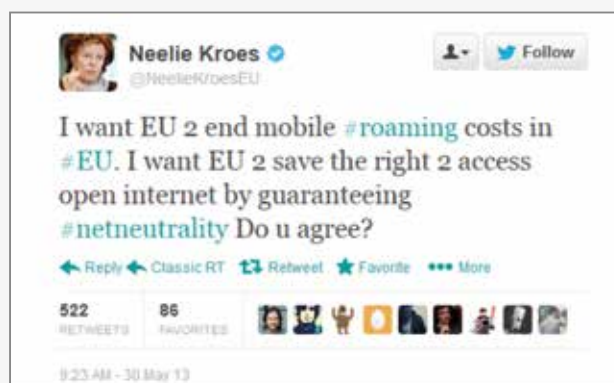 Neelie Kroes
Follow
@NeelieKroesEU
I want EU 2 end mobile #roaming costs in
#EU. I want EU 2 save the right 2 access
open internet by guaranteeing
#netneutrality Do u agree?
Reply Classic RT Retweet Favorite More
522 86
RETWEETS FAVORITES
9:23 AM - 30 May 13